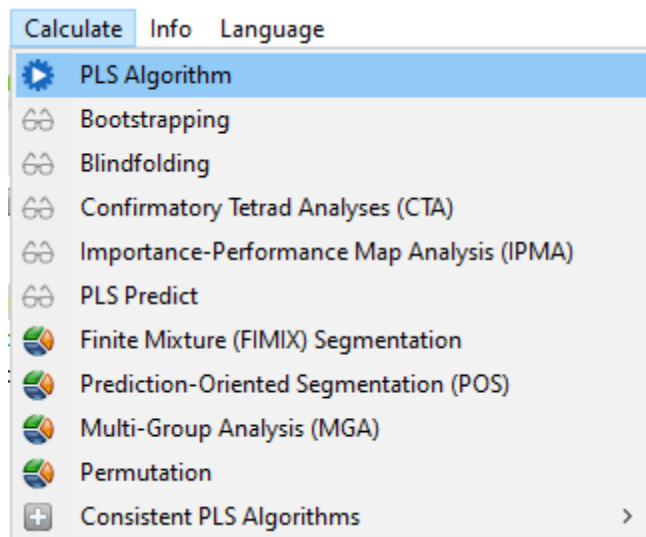 Calculate Info Language
PLS Algorithm
Bootstrapping
Blindfolding
Confirmatory Tetrad Analyses (CTA)
Importance-Performance Map Analysis (IPMA)
PLS Predict
Finite Mixture (FIMIX) Segmentation
Prediction-Oriented Segmentation (POS)
Multi-Group Analysis (MGA)
Permutation
Consistent PLS Algorithms